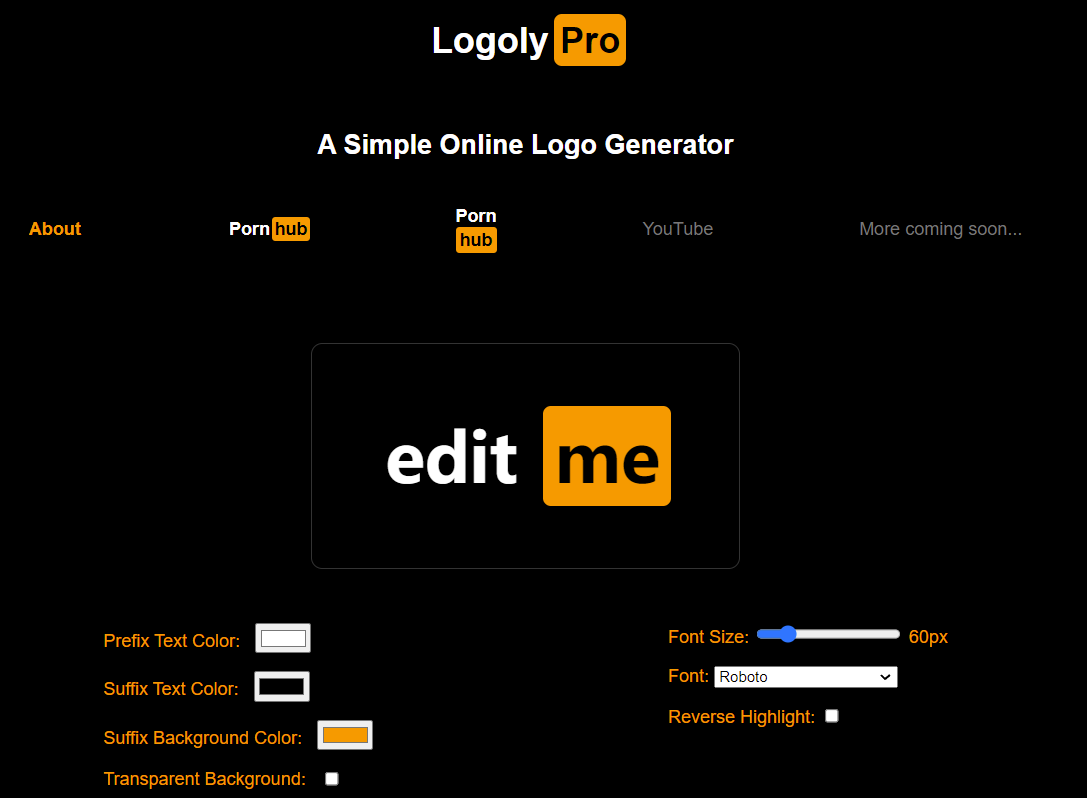 Logoly Pro
A Simple Online Logo Generator
About
Porn hub
Porn
hub
YouTube
More coming soon...
edit me
Prefix Text Color:
Suffix Text Color:
Suffix Background Color:
Transparent Background:
Font Size: 60px
Font: Roboto
Reverse Highlight: